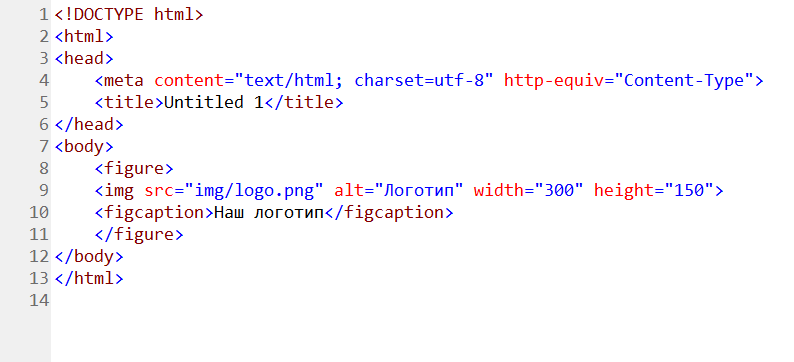 1 <!DOCTYPE html>
2 <html>
3 <head>
4     <meta content="text/html; charset=utf-8" http-equiv="Content-Type">
5     <title>Untitled 1</title>
6 </head>
7 <body>
8     <figure>
9     <img src="img/logo.png" alt="Логотип" width="300" height="150">
10     <figcaption>Наш логотип</figcaption>
11     </figure>
12 </body>
13 </html>
14